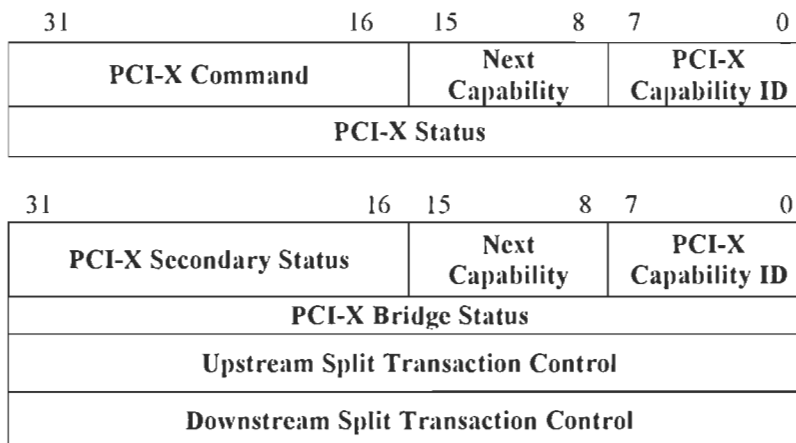 31 16 15 8 7 0
PCI-X Command
Next
Capability
PCI-X
Capability ID
PCI-X Status
31 16 15 8 7 0
PCI-X Secondary Status
Next
Capability
PCI-X
Capability ID
PCI-X Bridge Status
Upstream Split Transaction Control
Downstream Split Transaction Control